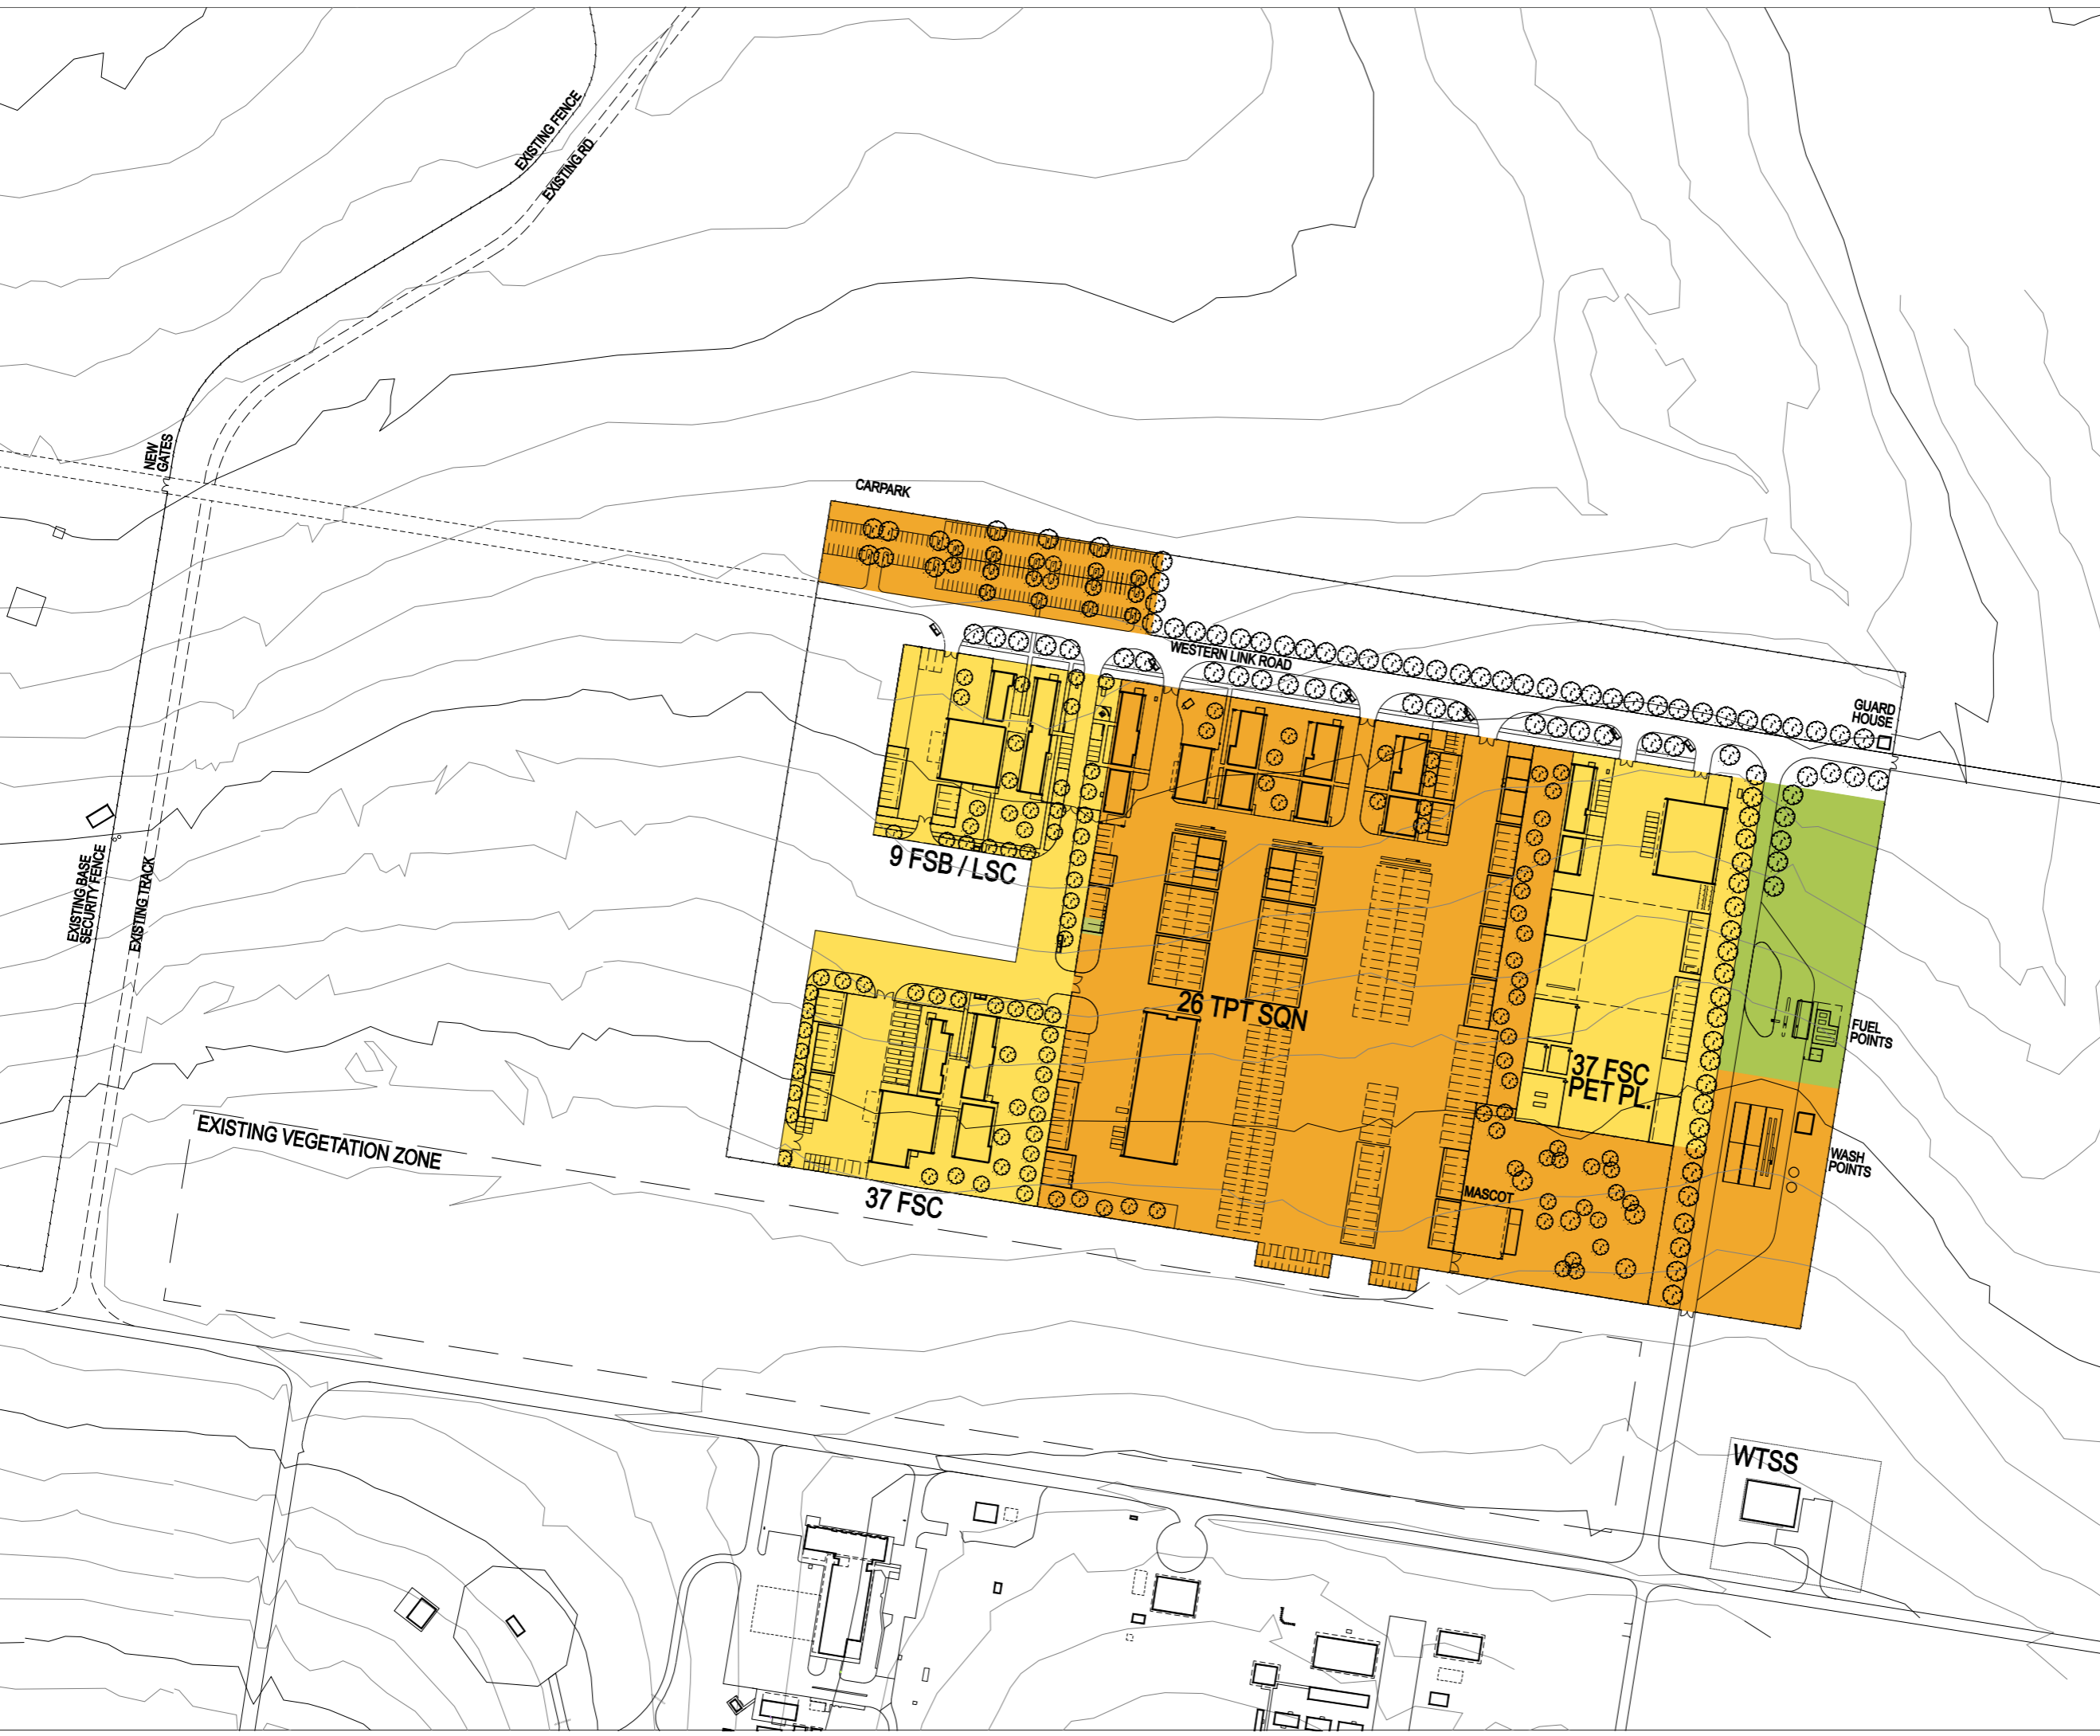 EXISTING FENCE
EXISTING RD
NEW
GATES
CARPARK
WESTERN LINK ROAD
GUARD
HOUSE
9 FSB / LSC
EXISTING BASE
SECURITY FENCE
EXISTING TRACK
26 TPT SQN
FUEL
POINTS
37 FSC
PET PL.
EXISTING VEGETATION ZONE
WASH
POINTS
MASCOT
37 FSC
WTSS